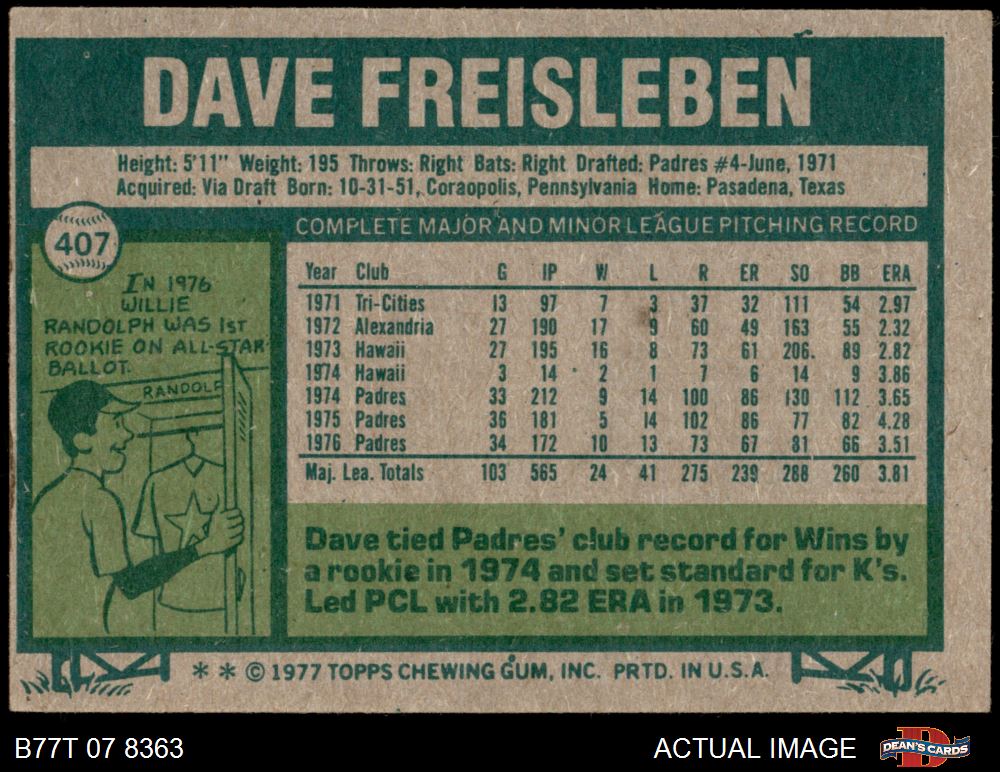 DAVE FREISLEBEN
Height: 5'11" Weight: 195 Throws: Right Bats: Right Drafted: Padres #4-June, 1971
Acquired: Via Draft Born: 10-31-51, Coraopolis, Pennsylvania Home: Pasadena, Texas
407
IN 1976
WILLIE
RANDOLPH WAS 1ST
ROOKIE ON ALL-STAR
BALLOT.
RANDOLP
COMPLETE MAJOR AND MINOR LEAGUE PITCHING RECORD
Year Club G IP W L R ER SO BB ERA
1971 Tri-Cities 13 97 7 3 37 32 111 54 2.97
1972 Alexandria 27 190 17 9 60 49 163 55 2.32
1973 Hawaii 27 195 16 8 73 61 206 89 2.82
1974 Hawaii 3 14 2 1 7 6 14 9 3.86
1974 Padres 33 212 9 14 100 86 130 112 3.65
1975 Padres 36 181 5 14 102 86 77 82 4.28
1976 Padres 34 172 10 13 73 67 81 66 3.51
Maj. Lea. Totals 103 565 24 41 275 239 288 260 3.81
Dave tied Padres' club record for Wins by
a rookie in 1974 and set standard for K's.
Led PCL with 2.82 ERA in 1973.
* * © 1977 TOPPS CHEWING GUM, INC. PRTD. IN U.S.A.
B77T 07 8363
ACTUAL IMAGE
DEAN'S CARDS